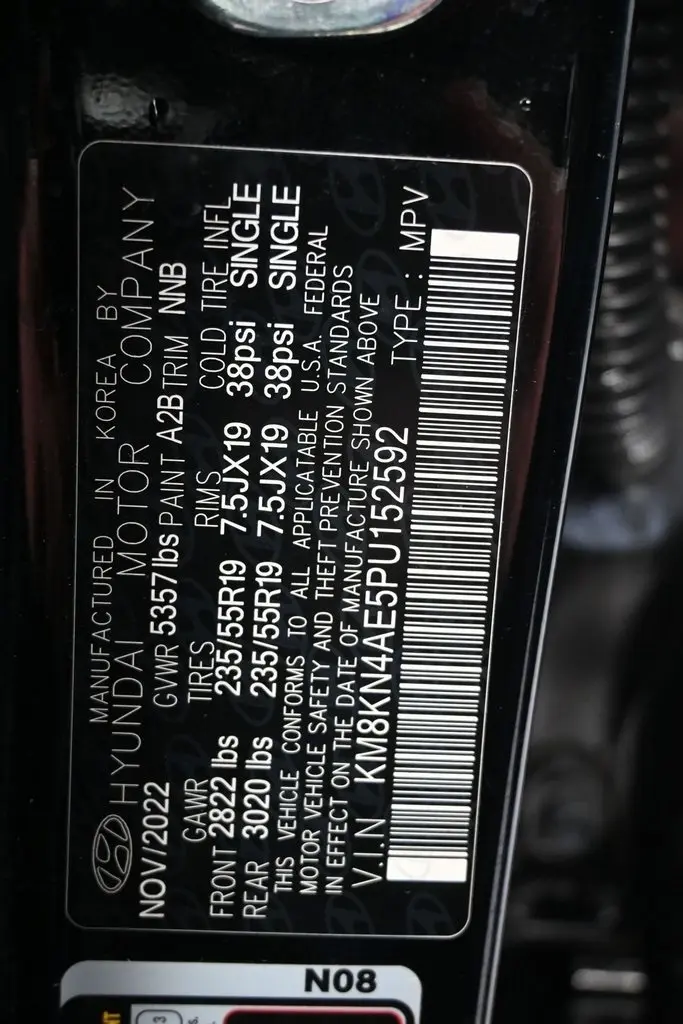 MANUFACTURED IN KOREA BY
HYUNDAI MOTOR COMPANY
NOV/2022 GVWR 5357lbs PAINT A2B TRIM NNB
GAWR TIRES RIMS COLD TIRE INFL
FRONT 2822 lbs 235/55R19 7.5JX19 38psi SINGLE
REAR 3020 lbs 235/55R19 7.5JX19 38psi SINGLE
THIS VEHICLE CONFORMS TO ALL APPLICATABLE U.S.A. FEDERAL
MOTOR VEHICLE SAFETY AND THEFT PREVENTION STANDARDS
IN EFFECT ON THE DATE OF MANUFACTURE SHOWN ABOVE
V.I.N KM8KN4AE5PU152592 TYPE : MPV
N08